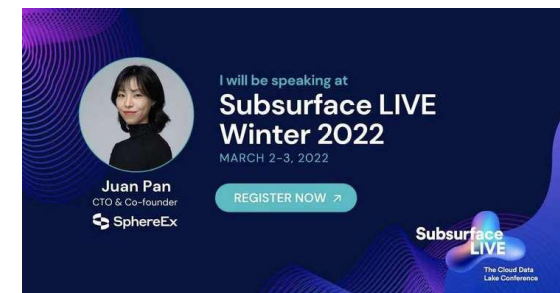 I will be speaking at
Subsurface LIVE
Winter 2022
MARCH 2-3, 2022
REGISTER NOW
Juan Pan
CTO & Co-founder
SphereEx
Subsurface
LIVE
The Cloud Data
Lake Conference